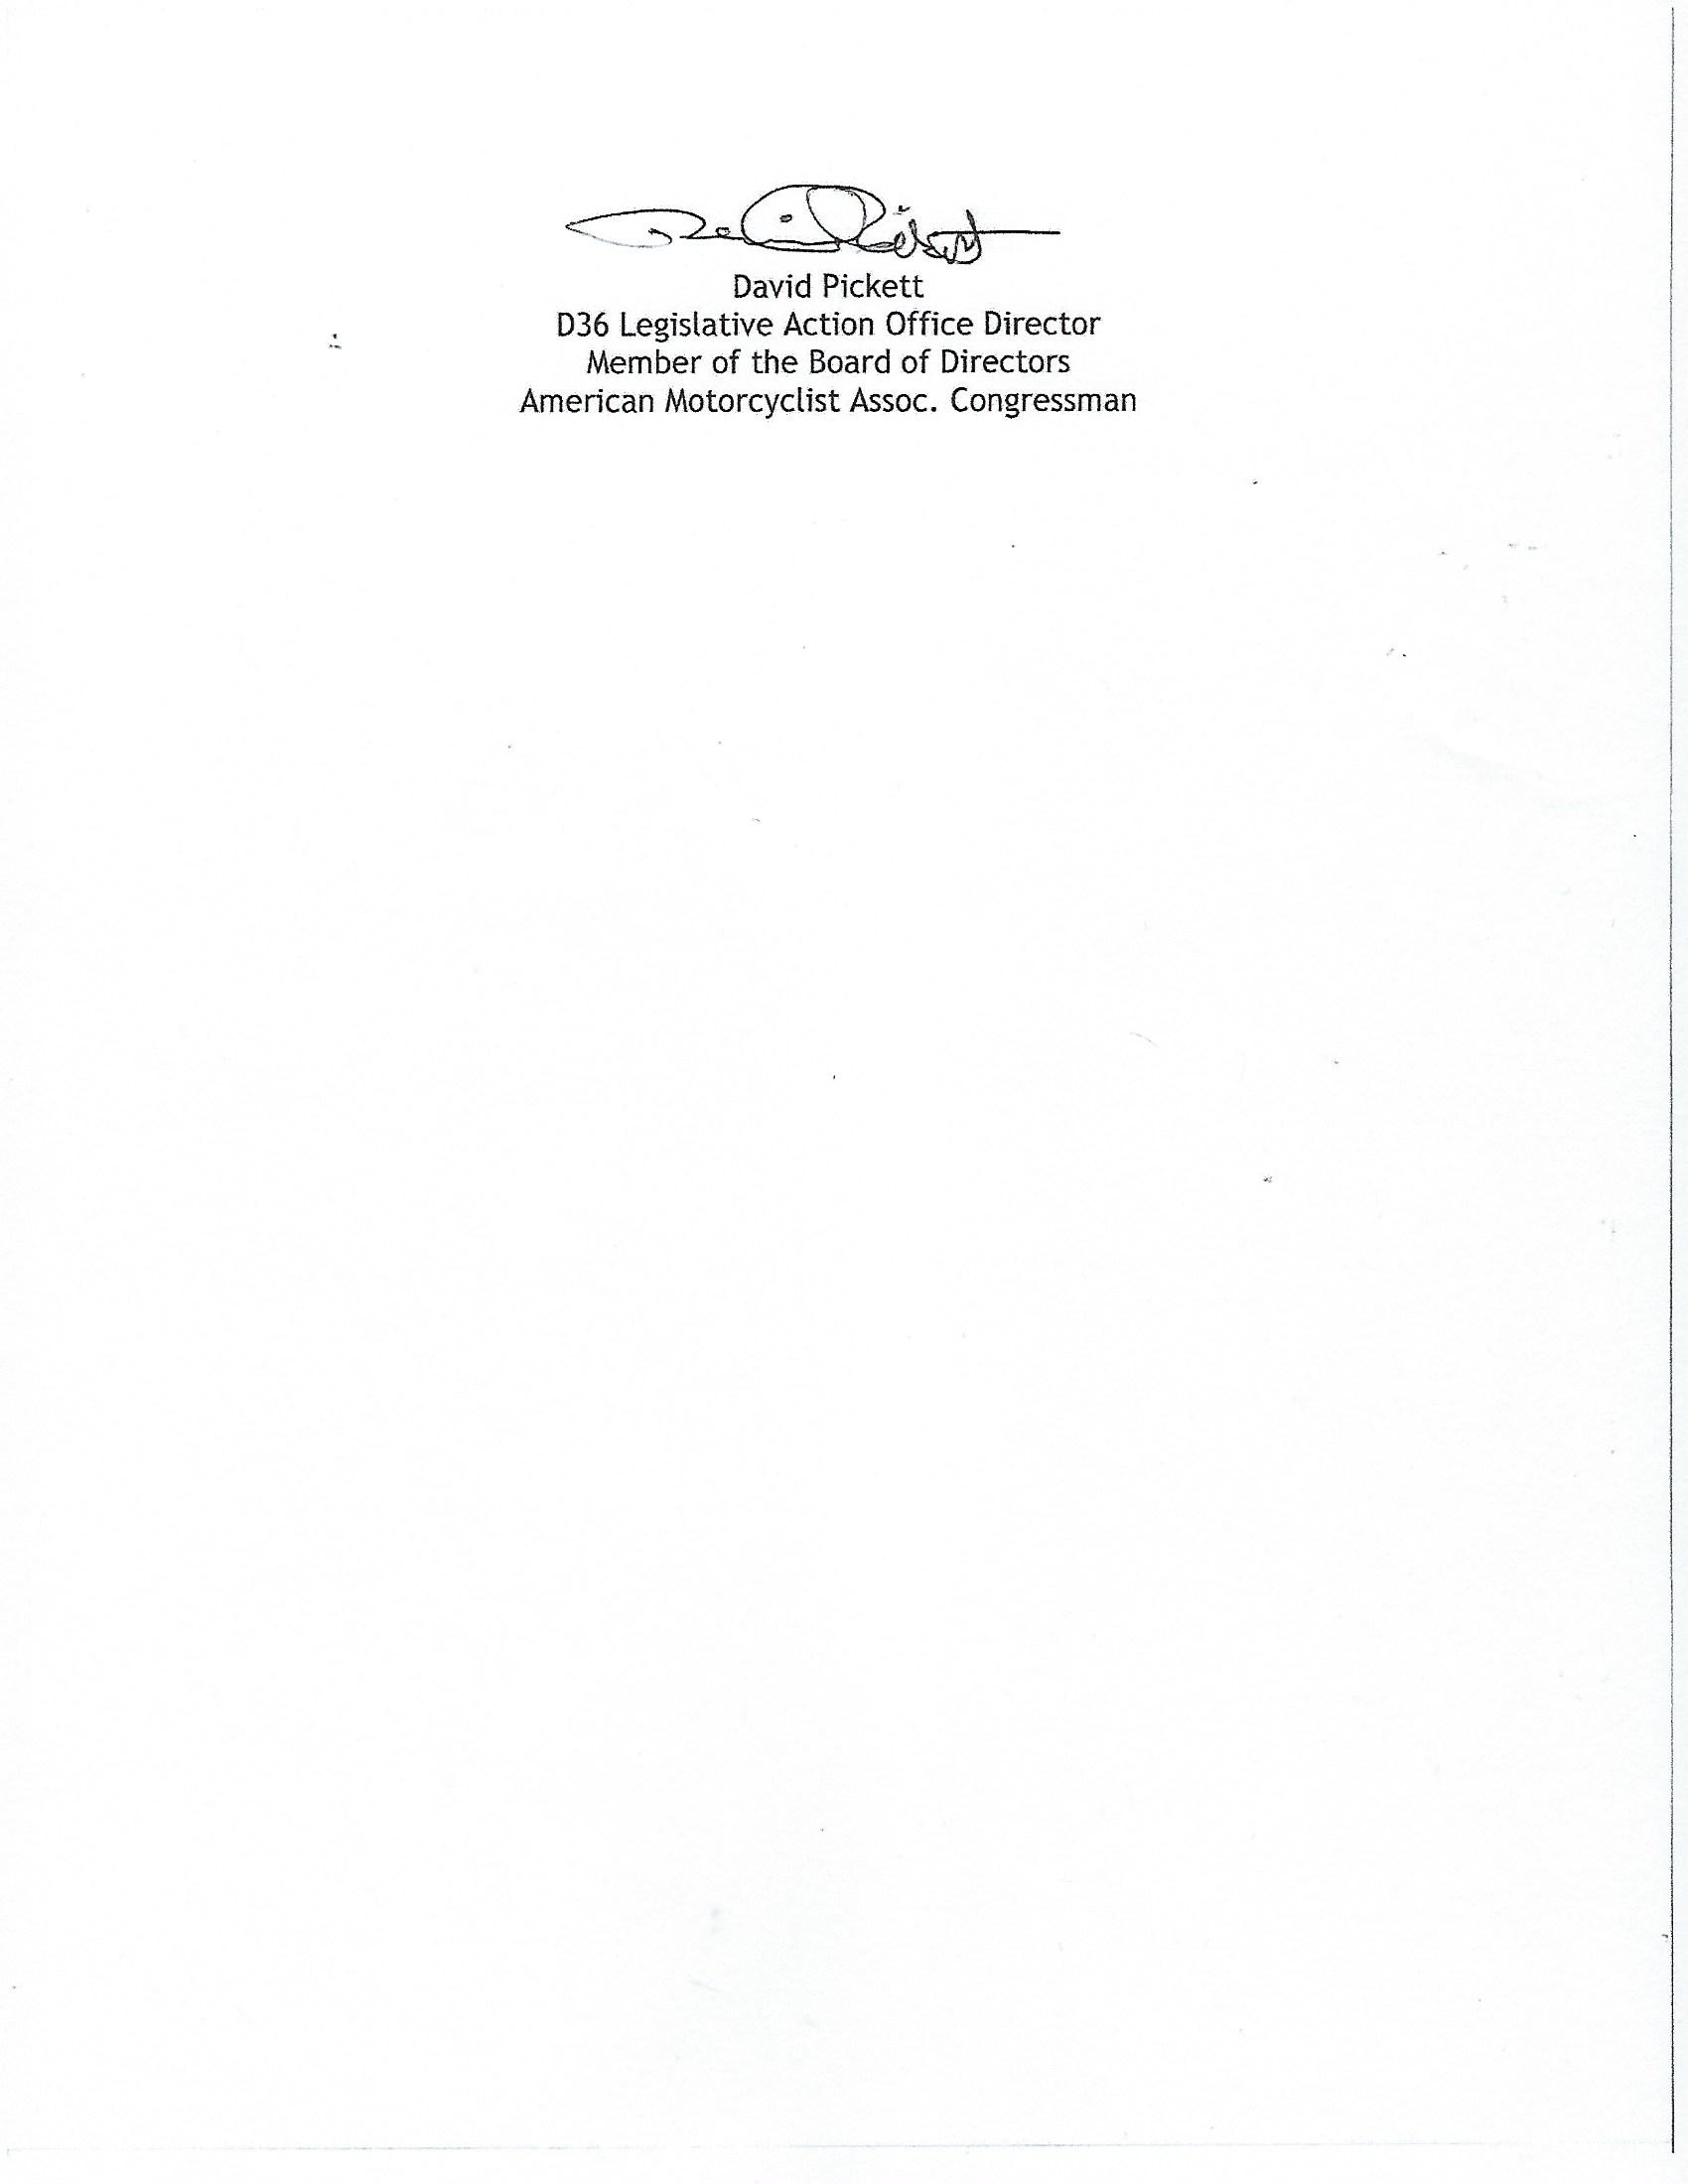 David Pickett
D36 Legislative Action Office Director
Member of the Board of Directors
American Motorcyclist Assoc. Congressman